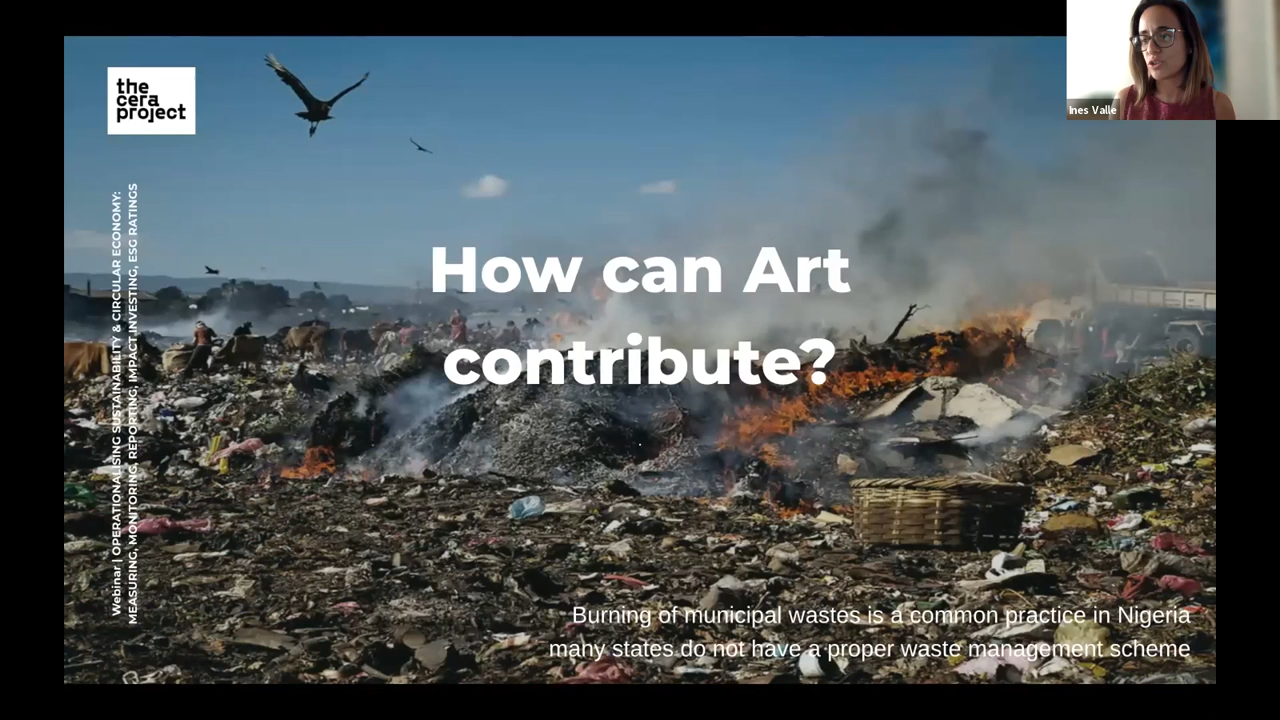 the
cera
project
Ines Valle
Webinar | OPERATIONALISING SUSTAINABILITY & CIRCULAR ECONOMY:
MEASURING, MONITORING, REPORTING, IMPACT INVESTING, ESG RATINGS
How can Art
contribute?
Burning of municipal wastes is a common practice in Nigeria
many states do not have a proper waste management scheme